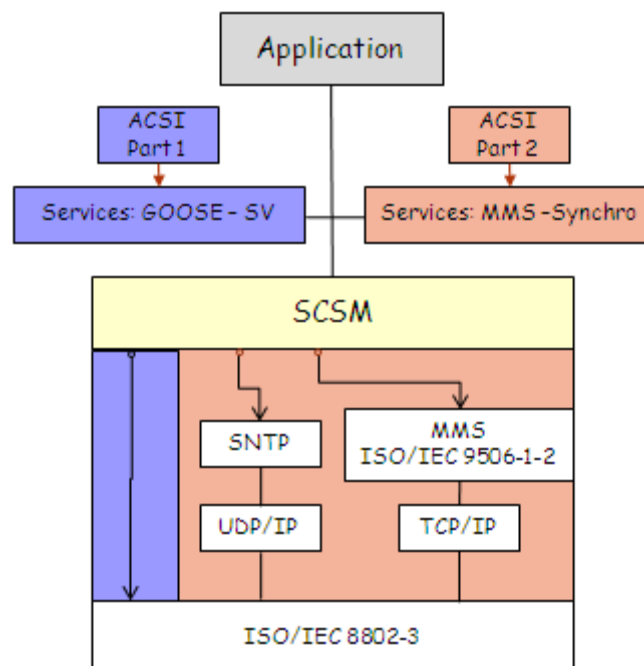 Application
ACSI
Part 1
ACSI
Part 2
Services: GOOSE - SV
Services: MMS -Synchro
SCSM
SNTP
MMS
ISO/IEC 9506-1-2
UDP/IP
TCP/IP
ISO/IEC 8802-3